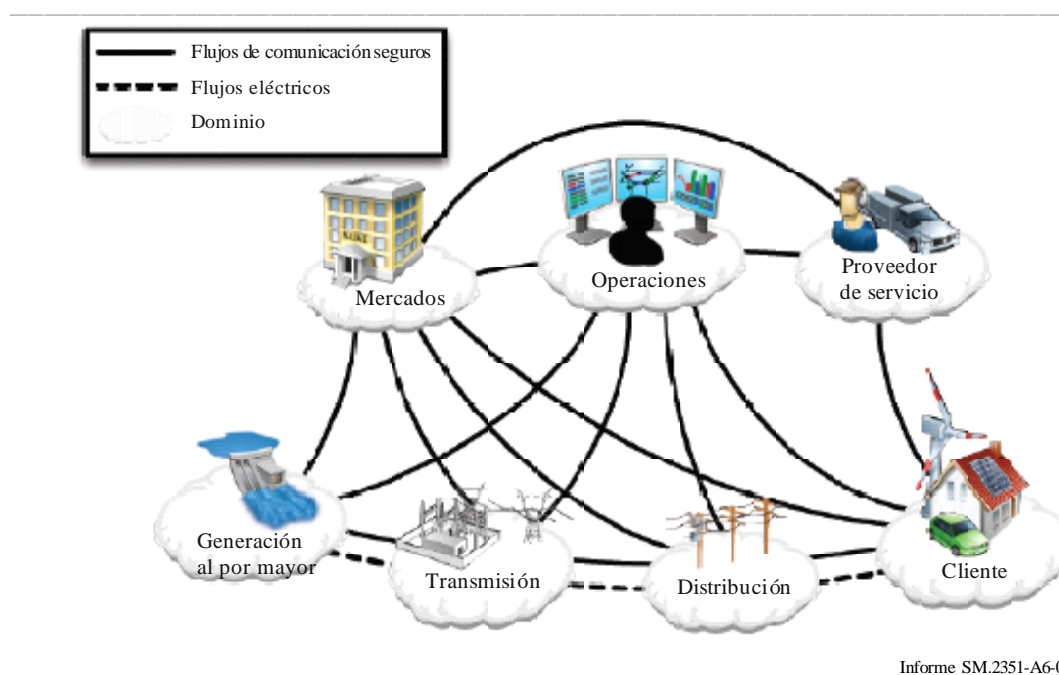 Flujos de comunicación seguros
Flujos eléctricos
Dominio
Mercados
Operaciones
Proveedor
de servicio
Generación
al por mayor
Transmisión
Distribución
Cliente